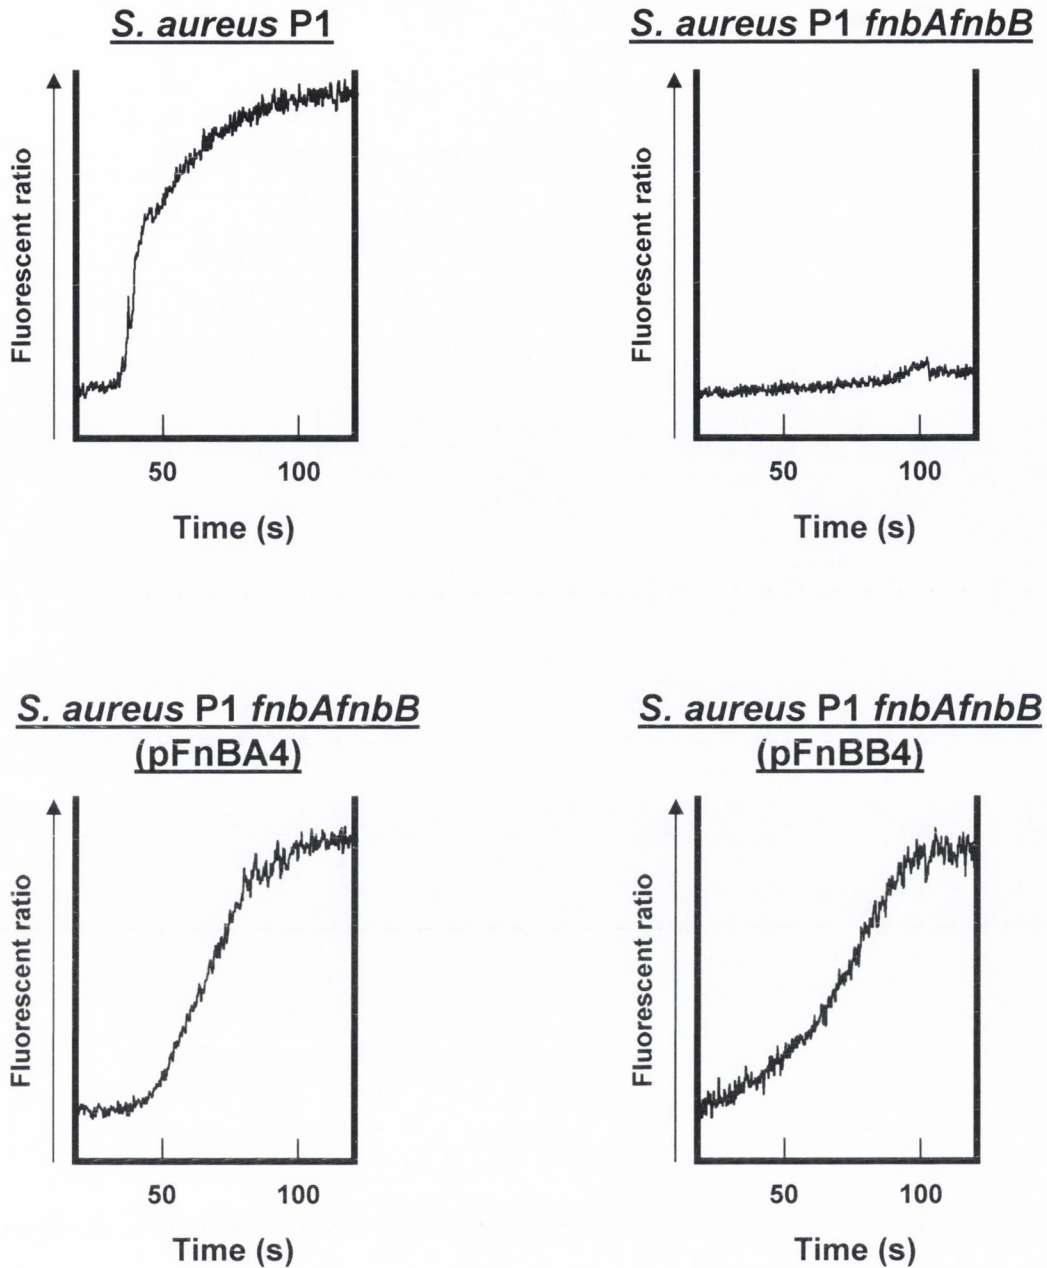 S. aureus P1
Fluorescent ratio
50 100
Time (s)
S. aureus P1 fnbAfnbB
Fluorescent ratio
50 100
Time (s)
S. aureus P1 fnbAfnbB
(pFnBA4)
Fluorescent ratio
50 100
Time (s)
S. aureus P1 fnbAfnbB
(pFnBB4)
Fluorescent ratio
50 100
Time (s)